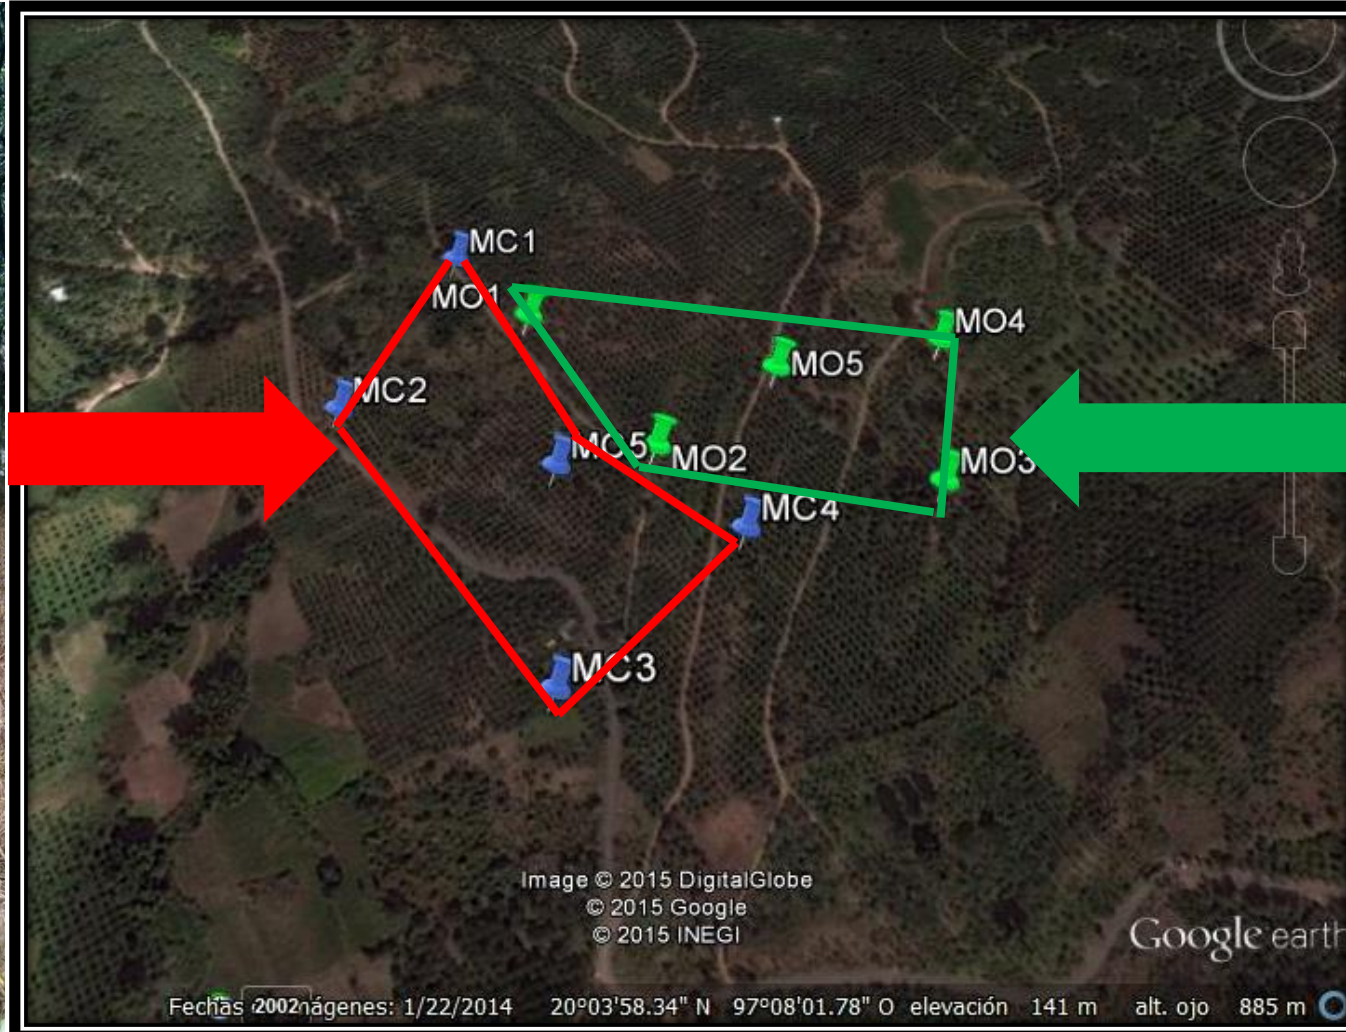 MC1
MO1
MO4
MO5
MC2
MC5
MO2
MO3
MC4
MC3
Image © 2015 DigitalGlobe
© 2015 Google
© 2015 INEGI
Google earth
Fechas 2002 mágenes: 1/22/2014 20°03'58.34" N 97°08'01.78" O elevación 141 m alt. ojo 885 m